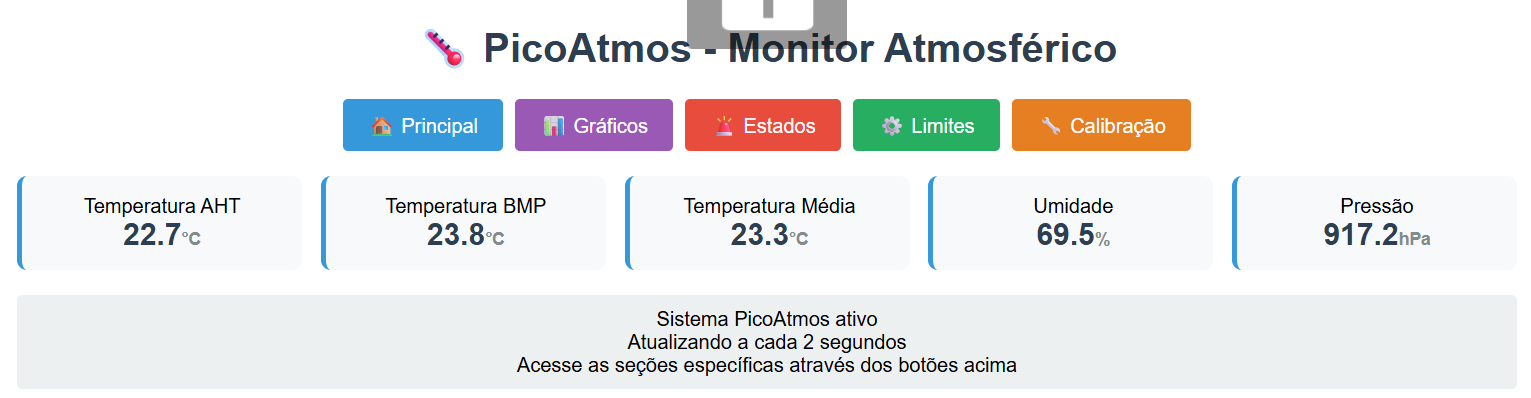 PicoAtmos - Monitor Atmosférico
Principal
Gráficos
Estados
Limites
Calibração
Temperatura AHT
22.7°C
Temperatura BMP
23.8°C
Temperatura Média
23.3°C
Umidade
69.5%
Pressão
917.2hPa
Sistema PicoAtmos ativo
Atualizando a cada 2 segundos
Acesse as seções específicas através dos botões acima